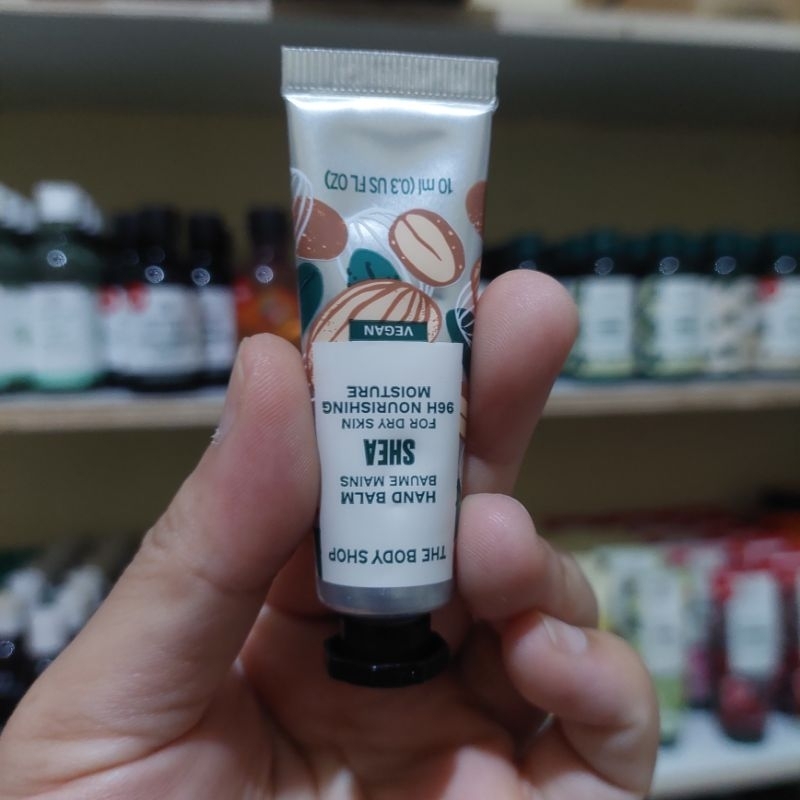 THE BODY SHOP
HAND BALM
BAUME MAINS
SHEA
FOR DRY SKIN
96H NOURISHING
MOISTURE
VEGAN
10 ml (0.3 US FL OZ)